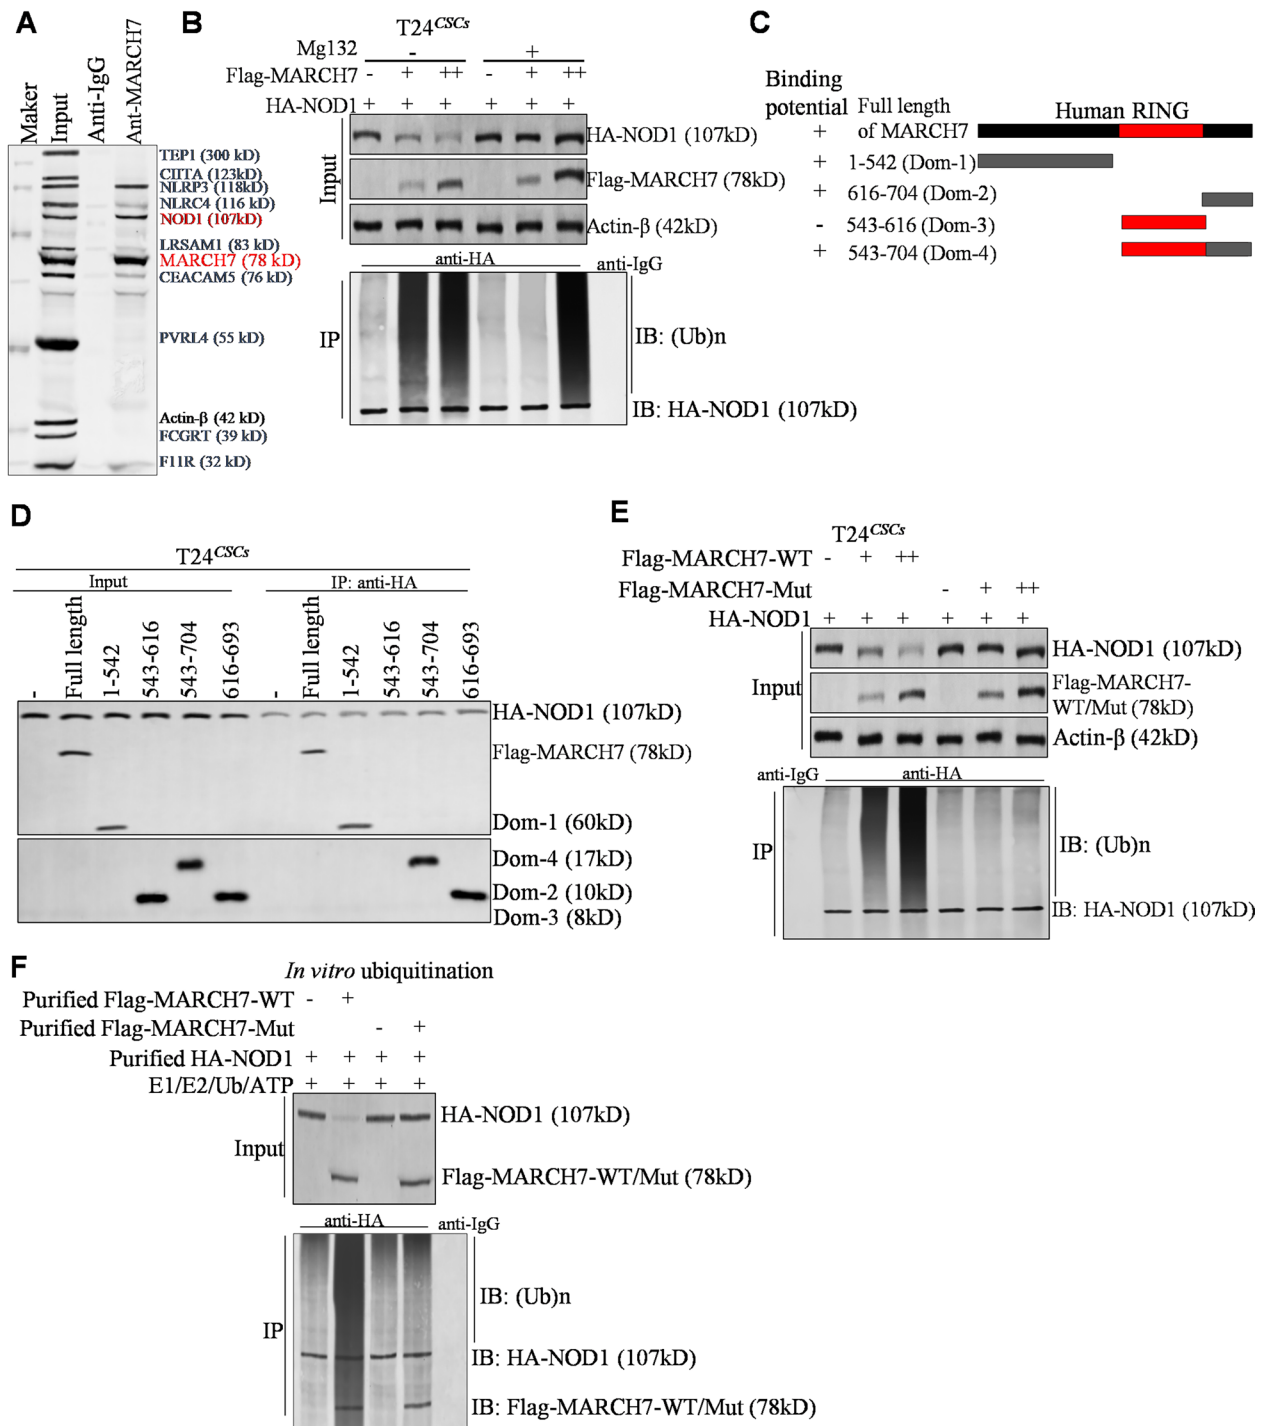 A
Maker
Input
Anti-IgG
Ant-MARCH7
TEP1 (300 kD)
CIITA (123kD)
NLRP3 (118kD)
NLRC4 (116 kD)
NOD1 (107kD)
LRSAM1 (83 kD)
MARCH7 (78 kD)
CEACAM5 (76 kD)
PVRL4 (55 kD)
Actin-β (42 kD)
FCGRT (39 kD)
F11R (32 kD)
B
T24CSCs
Mg132 - +
Flag-MARCH7 - + ++ - + ++
HA-NOD1 + + + + + +
Input
HA-NOD1 (107kD)
Flag-MARCH7 (78kD)
Actin-β (42kD)
anti-HA
anti-IgG
IP
IB: (Ub)n
IB: HA-NOD1 (107kD)
C
Binding
potential
Full length
of MARCH7
Human RING
+
+ 1-542 (Dom-1)
+ 616-704 (Dom-2)
- 543-616 (Dom-3)
+ 543-704 (Dom-4)
D
T24CSCs
Input
IP: anti-HA
-
Full length
1-542
543-616
543-704
616-693
-
Full length
1-542
543-616
543-704
616-693
HA-NOD1 (107kD)
Flag-MARCH7 (78kD)
Dom-1 (60kD)
Dom-4 (17kD)
Dom-2 (10kD)
Dom-3 (8kD)
E
T24CSCs
Flag-MARCH7-WT - + ++
Flag-MARCH7-Mut - + ++
HA-NOD1 + + + + + +
Input
HA-NOD1 (107kD)
Flag-MARCH7-
WT/Mut (78kD)
Actin-β (42kD)
anti-IgG
anti-HA
IP
IB: (Ub)n
IB: HA-NOD1 (107kD)
F
In vitro ubiquitination
Purified Flag-MARCH7-WT - +
Purified Flag-MARCH7-Mut - +
Purified HA-NOD1 + + + +
E1/E2/Ub/ATP + + + +
Input
HA-NOD1 (107kD)
Flag-MARCH7-WT/Mut (78kD)
anti-HA
anti-IgG
IP
IB: (Ub)n
IB: HA-NOD1 (107kD)
IB: Flag-MARCH7-WT/Mut (78kD)